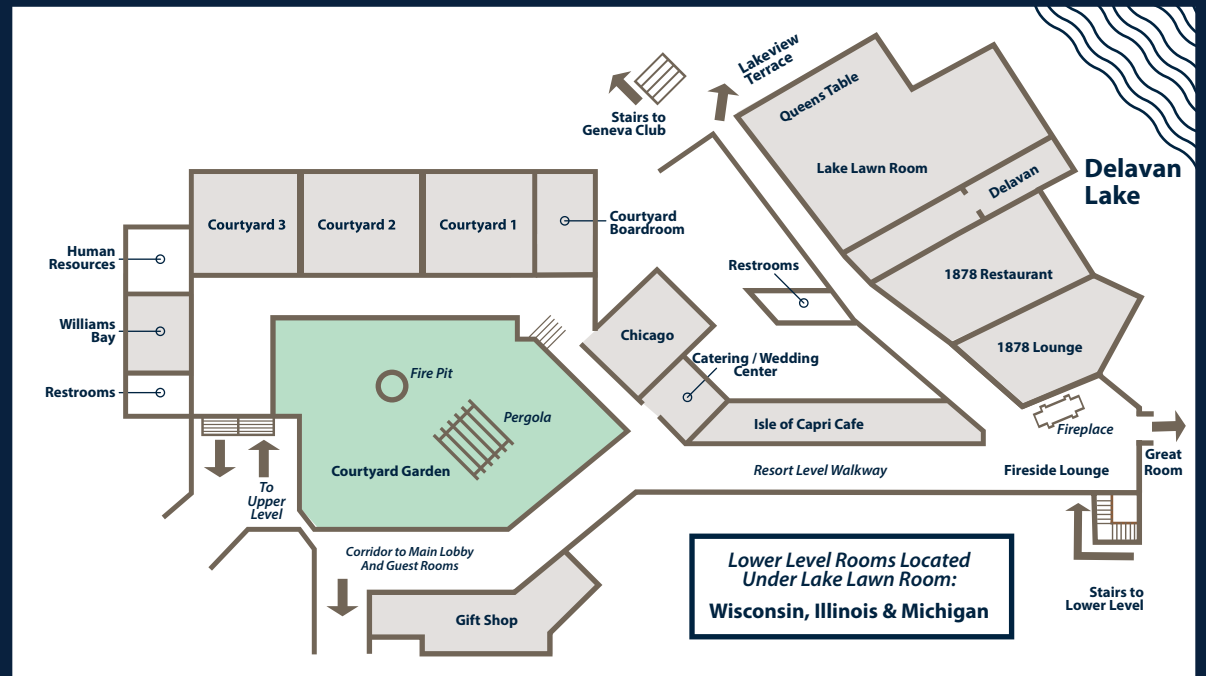 Lakeview
Terrace
Stairs to
Geneva Club
Queens Table
Lake Lawn Room
Delavan
Delavan
Lake
Courtyard 3
Courtyard 2
Courtyard 1
Courtyard
Boardroom
Human
Resources
Restrooms
1878 Restaurant
Williams
Bay
Chicago
1878 Lounge
Catering / Wedding
Center
Fire Pit
Restrooms
Pergola
Isle of Capri Cafe
Fireplace
Great
Room
Courtyard Garden
Resort Level Walkway
Fireside Lounge
To
Upper
Level
Corridor to Main Lobby
And Guest Rooms
Lower Level Rooms Located
Under Lake Lawn Room:
Wisconsin, Illinois & Michigan
Stairs to
Lower Level
Gift Shop